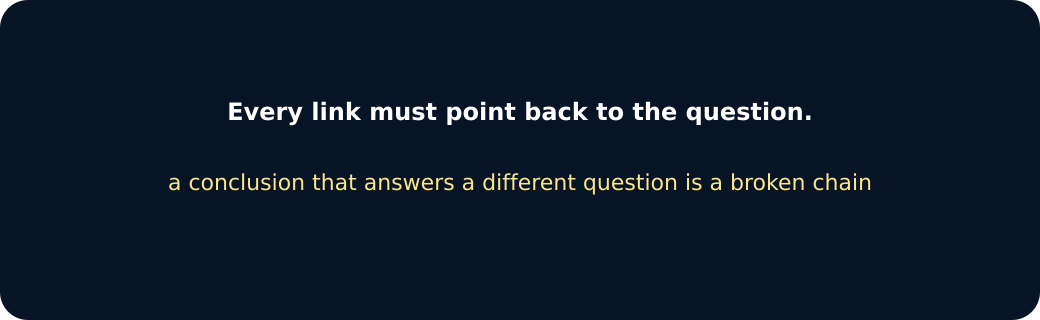 Every link must point back to the question.
a conclusion that answers a different question is a broken chain